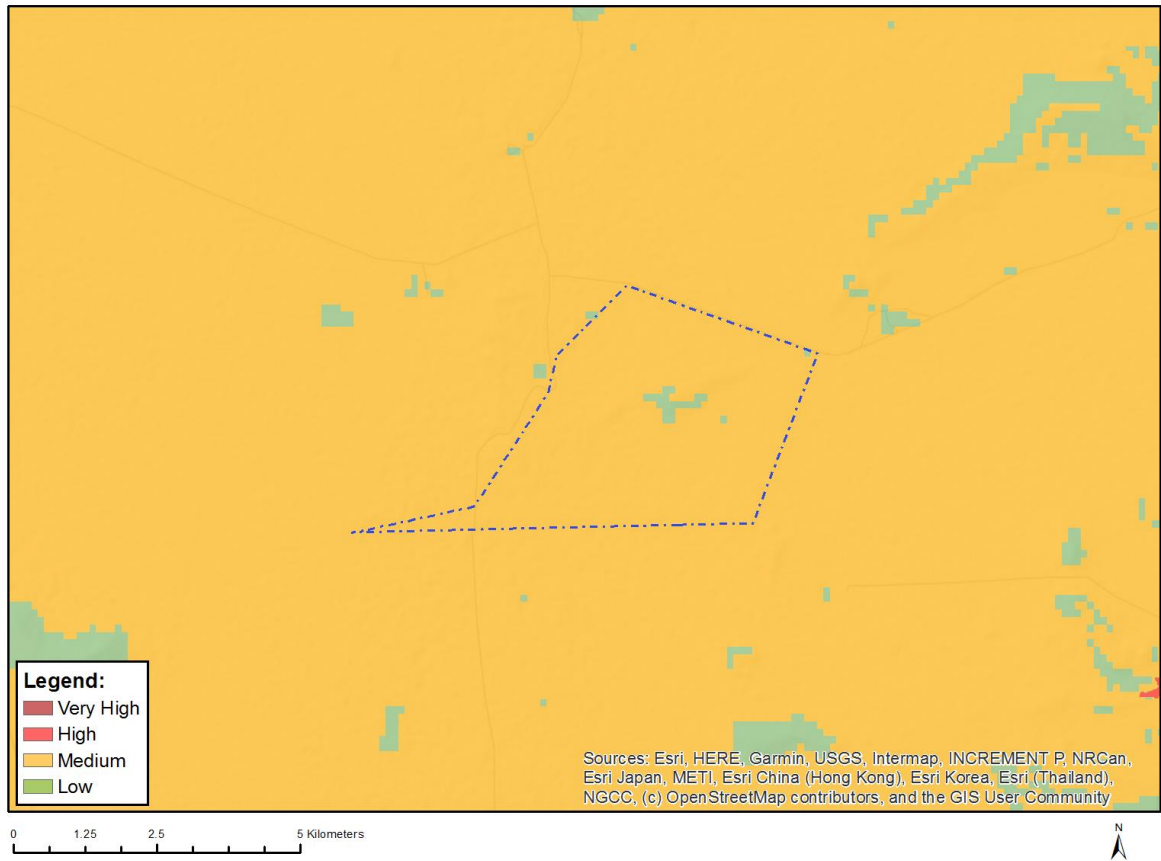 Legend:
Very High
High
Medium
Low
Sources: Esri, HERE, Garmin, USGS, Intermap, INCREMENT P, NRCan,
Esri Japan, METI, Esri China (Hong Kong), Esri Korea, Esri (Thailand),
NGCC, (c) OpenStreetMap contributors, and the GIS User Community
0 1.25 2.5 5 Kilometers
N